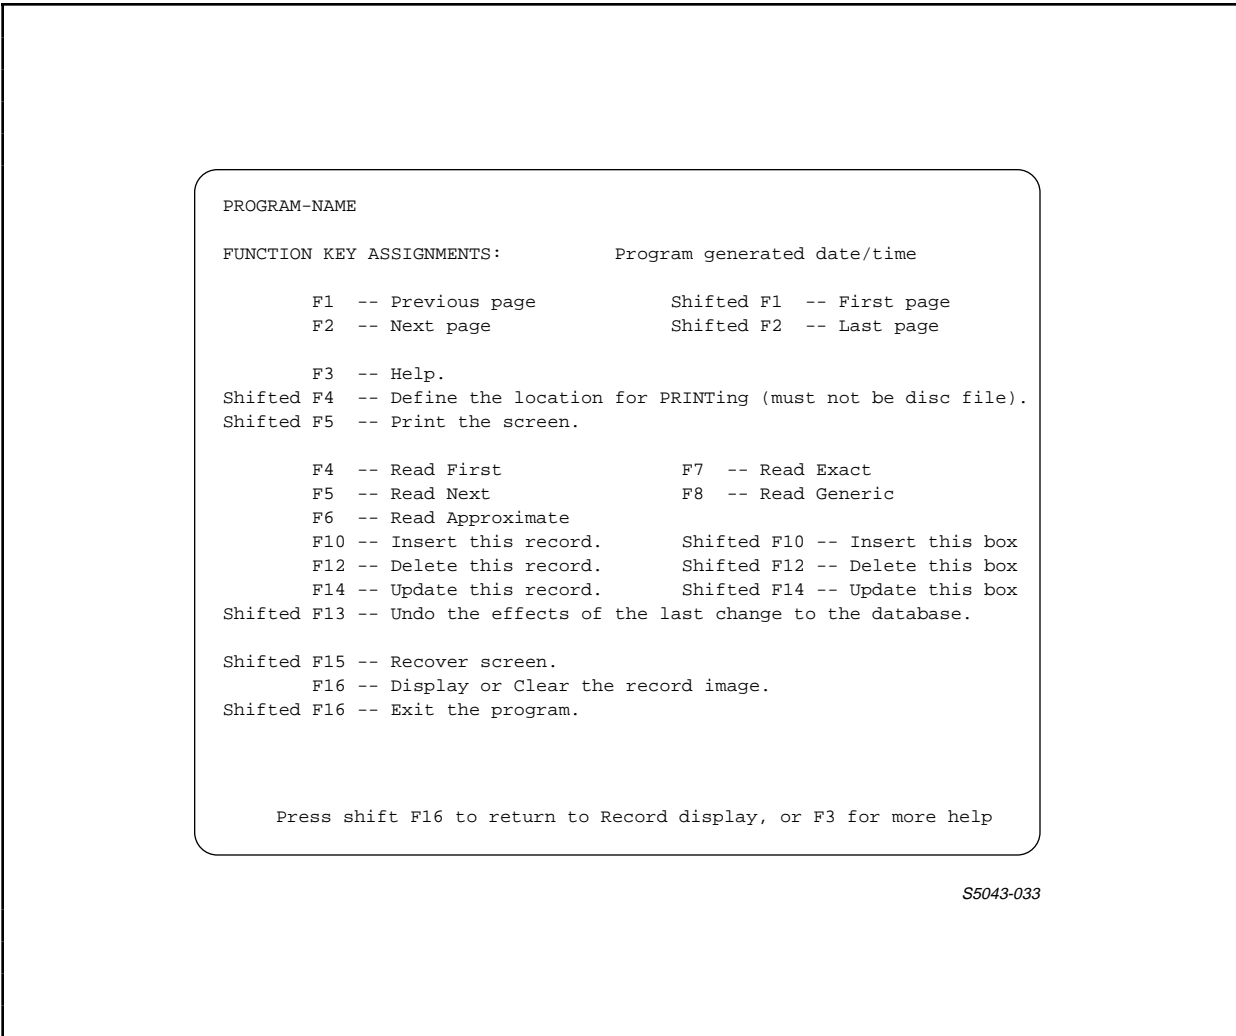 PROGRAM-NAME
FUNCTION KEY ASSIGNMENTS: Program generated date/time
F1 -- Previous page Shifted F1 -- First page
F2 -- Next page Shifted F2 -- Last page
F3 -- Help.
Shifted F4 -- Define the location for PRINTing (must not be disc file).
Shifted F5 -- Print the screen.
F4 -- Read First F7 -- Read Exact
F5 -- Read Next F8 -- Read Generic
F6 -- Read Approximate
F10 -- Insert this record. Shifted F10 -- Insert this box
F12 -- Delete this record. Shifted F12 -- Delete this box
F14 -- Update this record. Shifted F14 -- Update this box
Shifted F13 -- Undo the effects of the last change to the database.
Shifted F15 -- Recover screen.
F16 -- Display or Clear the record image.
Shifted F16 -- Exit the program.
Press shift F16 to return to Record display, or F3 for more help
S5043-033